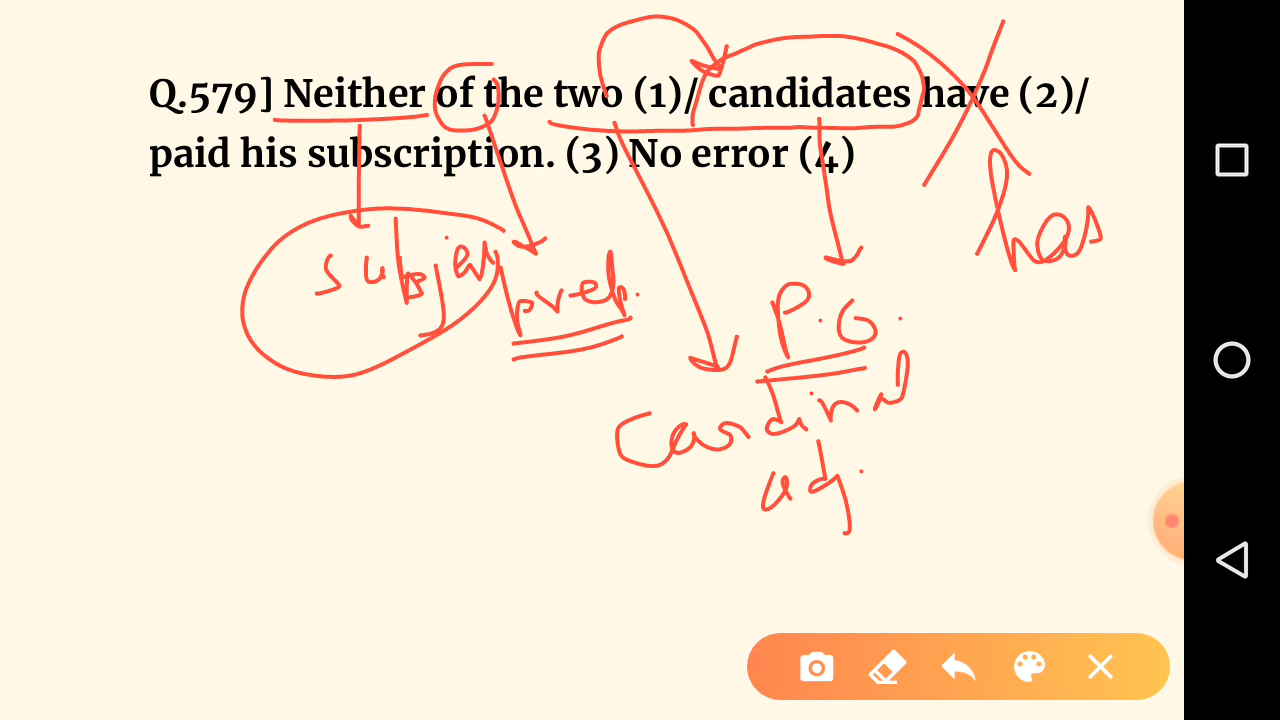 Q.579] Neither of the two (1)/ candidates have (2)/
paid his subscription. (3) No error (4)
has
subject
prep.
P.O.
Cardinal
adj.